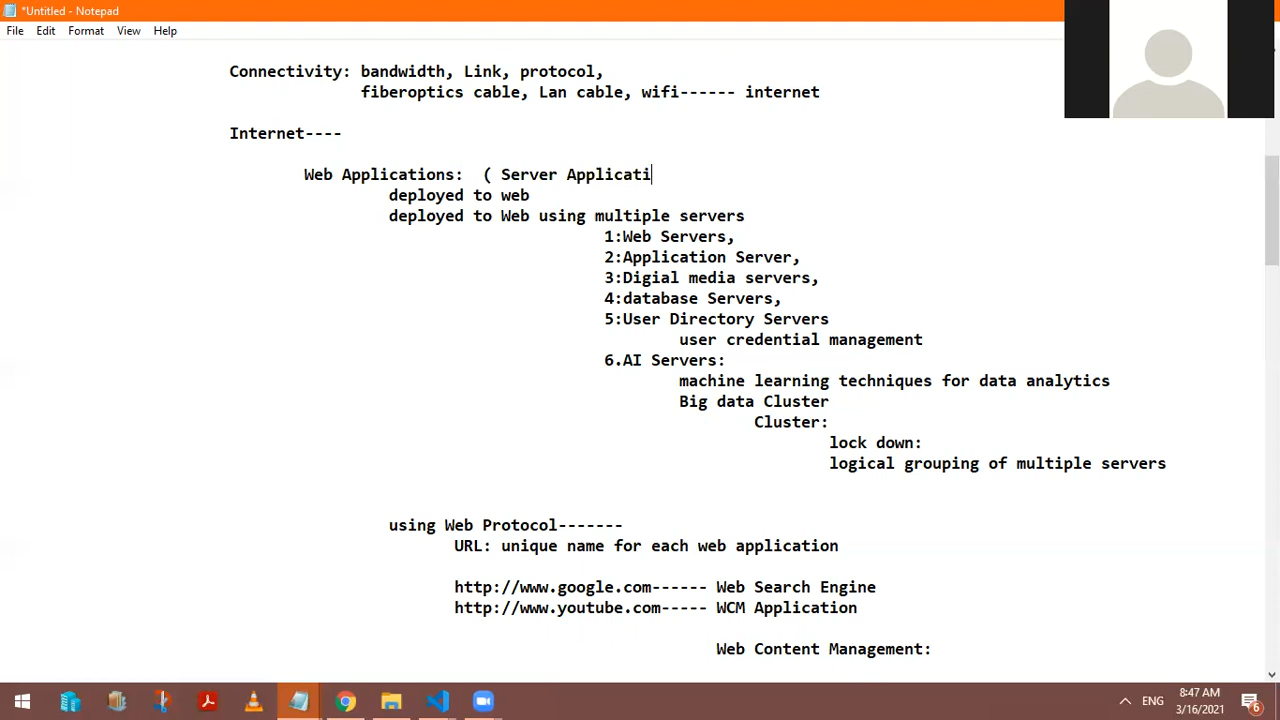 *Untitled - Notepad
File Edit Format View Help
Connectivity: bandwidth, Link, protocol,
fiberoptics cable, Lan cable, wifi------ internet
Internet----
Web Applications: ( Server Applicati
deployed to web
deployed to Web using multiple servers
1:Web Servers,
2:Application Server,
3:Digial media servers,
4:database Servers,
5:User Directory Servers
user credential management
6.AI Servers:
machine learning techniques for data analytics
Big data Cluster
Cluster:
lock down:
logical grouping of multiple servers
using Web Protocol-------
URL: unique name for each web application
http://www.google.com------ Web Search Engine
http://www.youtube.com----- WCM Application
Web Content Management:
ENG
8:47 AM
3/16/2021
6